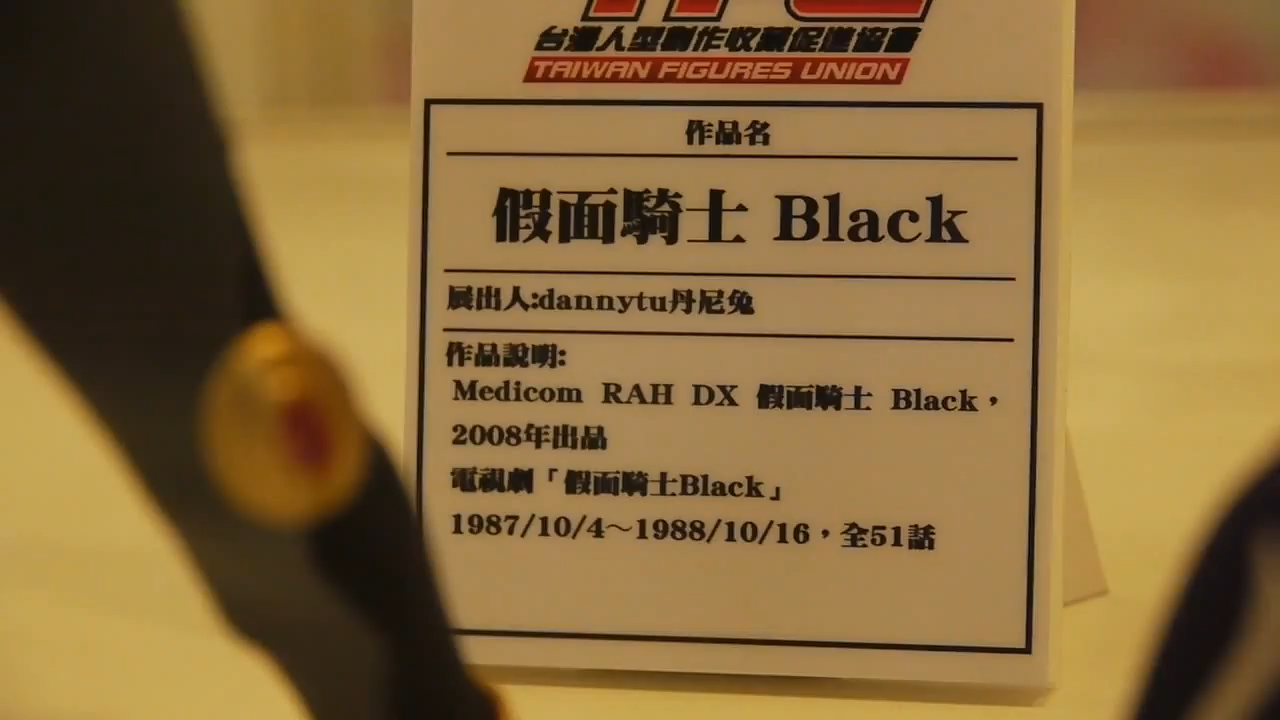 台灣人型創作收藏促進協會
TAIWAN FIGURES UNION
作品名
假面騎士 Black
展出人:dannytu丹尼兔
作品說明:
Medicom RAH DX 假面騎士 Black，
2008年出品
電視劇「假面騎士Black」
1987/10/4～1988/10/16，全51話